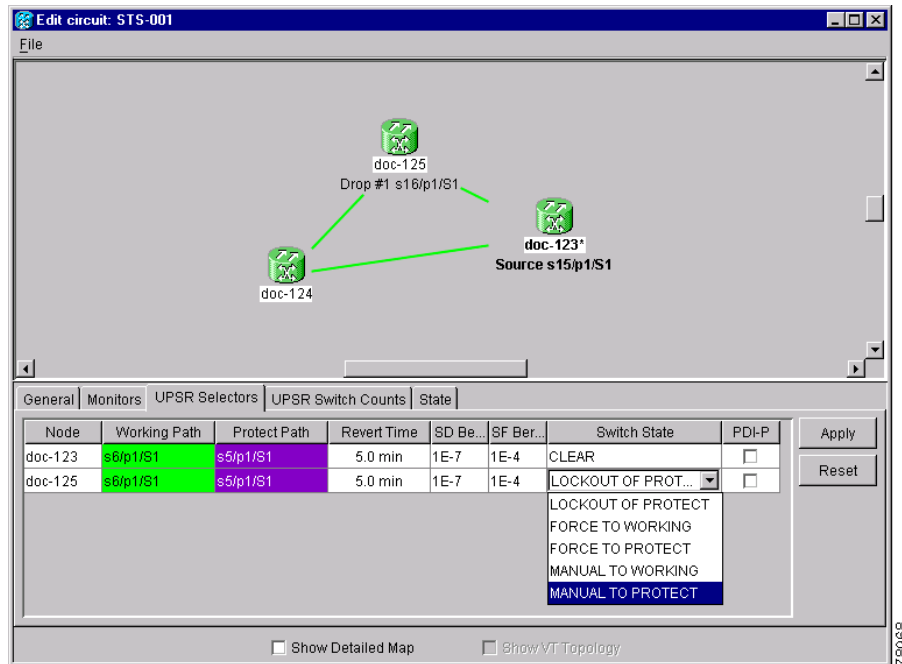 Edit circuit: STS-001
File
doc-125
Drop #1 s16/p1/S1
doc-123*
Source s15/p1/S1
doc-124
General Monitors UPSR Selectors UPSR Switch Counts State
Node Working Path Protect Path Revert Time SD Be... SF Ber... Switch State PDI-P Apply
doc-123 s6/p1/S1 s5/p1/S1 5.0 min 1E-7 1E-4 CLEAR
Reset
doc-125 s6/p1/S1 s5/p1/S1 5.0 min 1E-7 1E-4 LOCKOUT OF PROT...
LOCKOUT OF PROTECT
FORCE TO WORKING
FORCE TO PROTECT
MANUAL TO WORKING
MANUAL TO PROTECT
Show Detailed Map Show VT Topology
78068